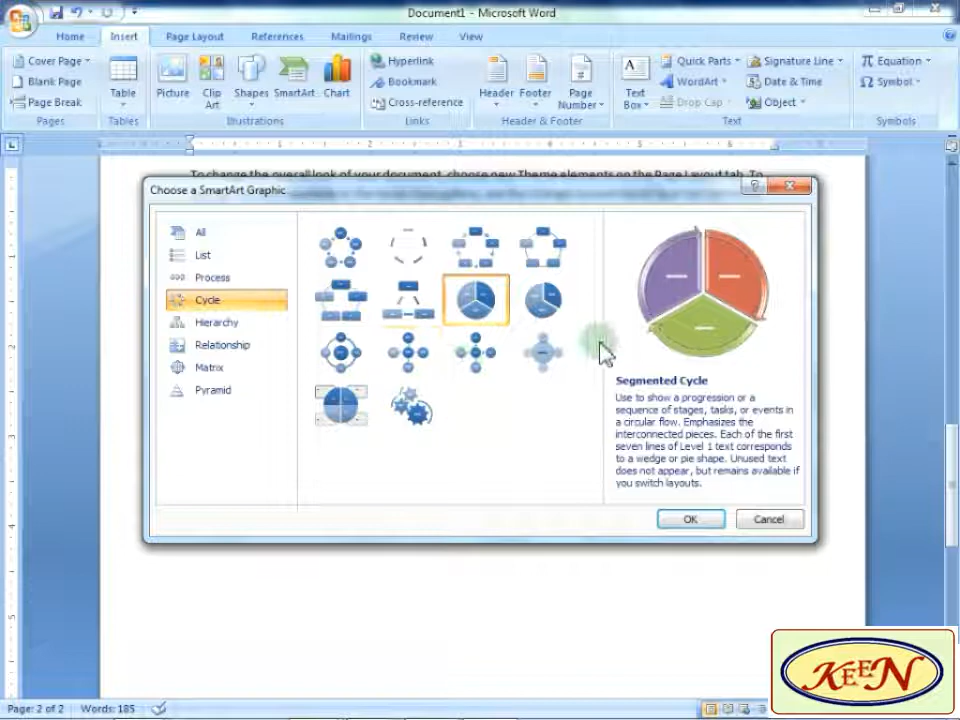 Document1 - Microsoft Word
Home Insert Page Layout References Mailings Review View
Cover Page
Blank Page
Page Break
Pages
Table
Tables
Picture
Clip Art
Shapes
SmartArt
Chart
Illustrations
Hyperlink
Bookmark
Cross-reference
Links
Header
Footer
Page Number
Header & Footer
Text Box
Quick Parts
WordArt
Drop Cap
Signature Line
Date & Time
Object
Text
Equation
Symbol
Symbols
To change the overall look of your document, choose new Theme elements on the Page Layout tab. To
Choose a SmartArt Graphic
All
List
Process
Cycle
Hierarchy
Relationship
Matrix
Pyramid
Segmented Cycle
Use to show a progression or a
sequence of stages, tasks, or events in
a circular flow. Emphasizes the
interconnected pieces. Each of the first
seven lines of Level 1 text corresponds
to a wedge or pie shape. Unused text
does not appear, but remains available if
you switch layouts.
OK Cancel
Page: 2 of 2 Words: 185
KEEN